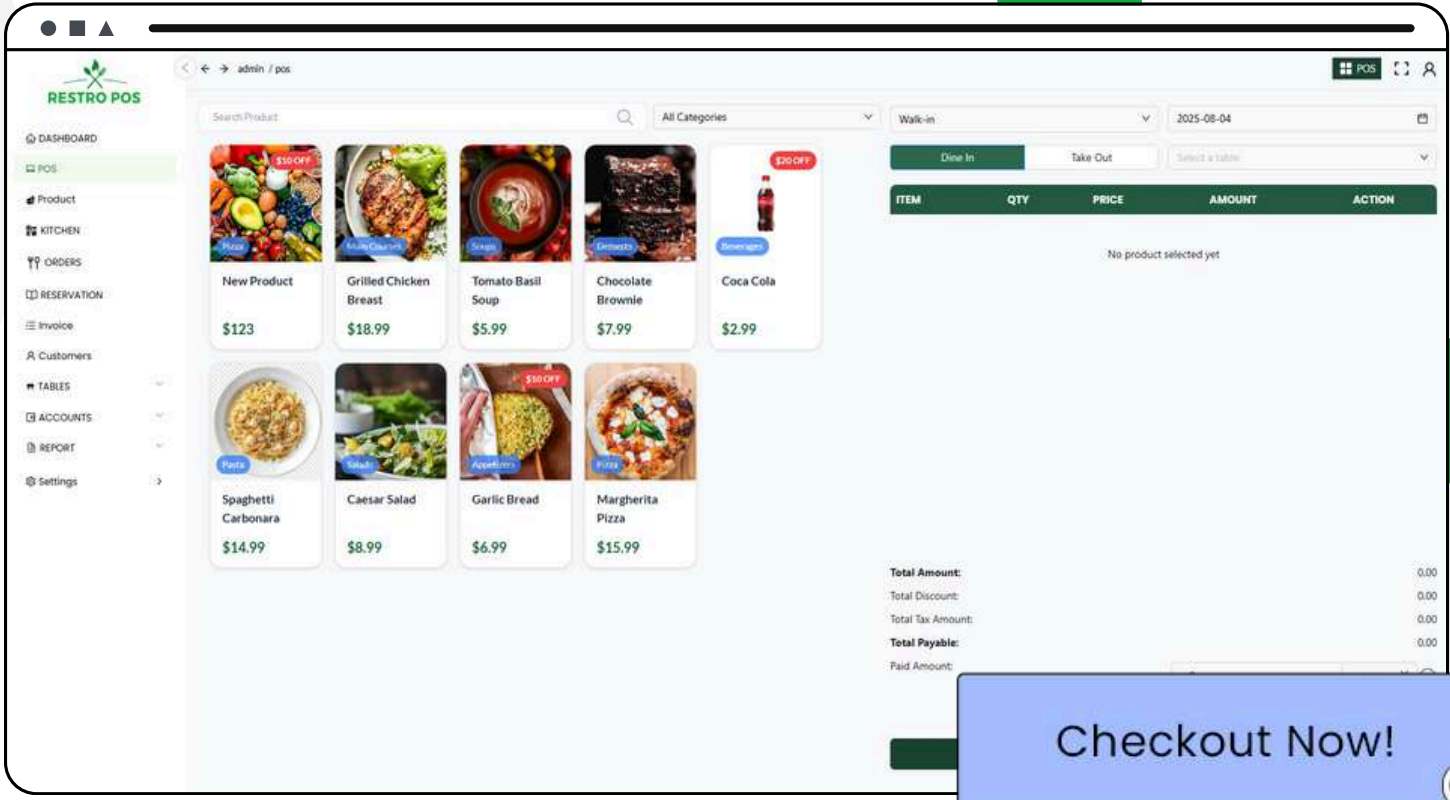 RESTRO POS
admin / pos
POS
DASHBOARD
POS
Product
KITCHEN
ORDERS
RESERVATION
Invoice
Customers
TABLES
ACCOUNTS
REPORT
Settings
Search Product
All Categories
Walk-in
2025-08-04
Dine In
Take Out
Select a table
ITEM QTY PRICE AMOUNT ACTION
No product selected yet
$10 OFF
Pizza
New Product
$123
Main Courses
Grilled Chicken
Breast
$18.99
Soups
Tomato Basil
Soup
$5.99
Desserts
Chocolate
Brownie
$7.99
$20 OFF
Beverages
Coca Cola
$2.99
Pasta
Spaghetti
Carbonara
$14.99
Salads
Caesar Salad
$8.99
$10 OFF
Appetizers
Garlic Bread
$6.99
Pizza
Margherita
Pizza
$15.99
Total Amount: 0.00
Total Discount: 0.00
Total Tax Amount: 0.00
Total Payable: 0.00
Paid Amount:
Checkout Now!